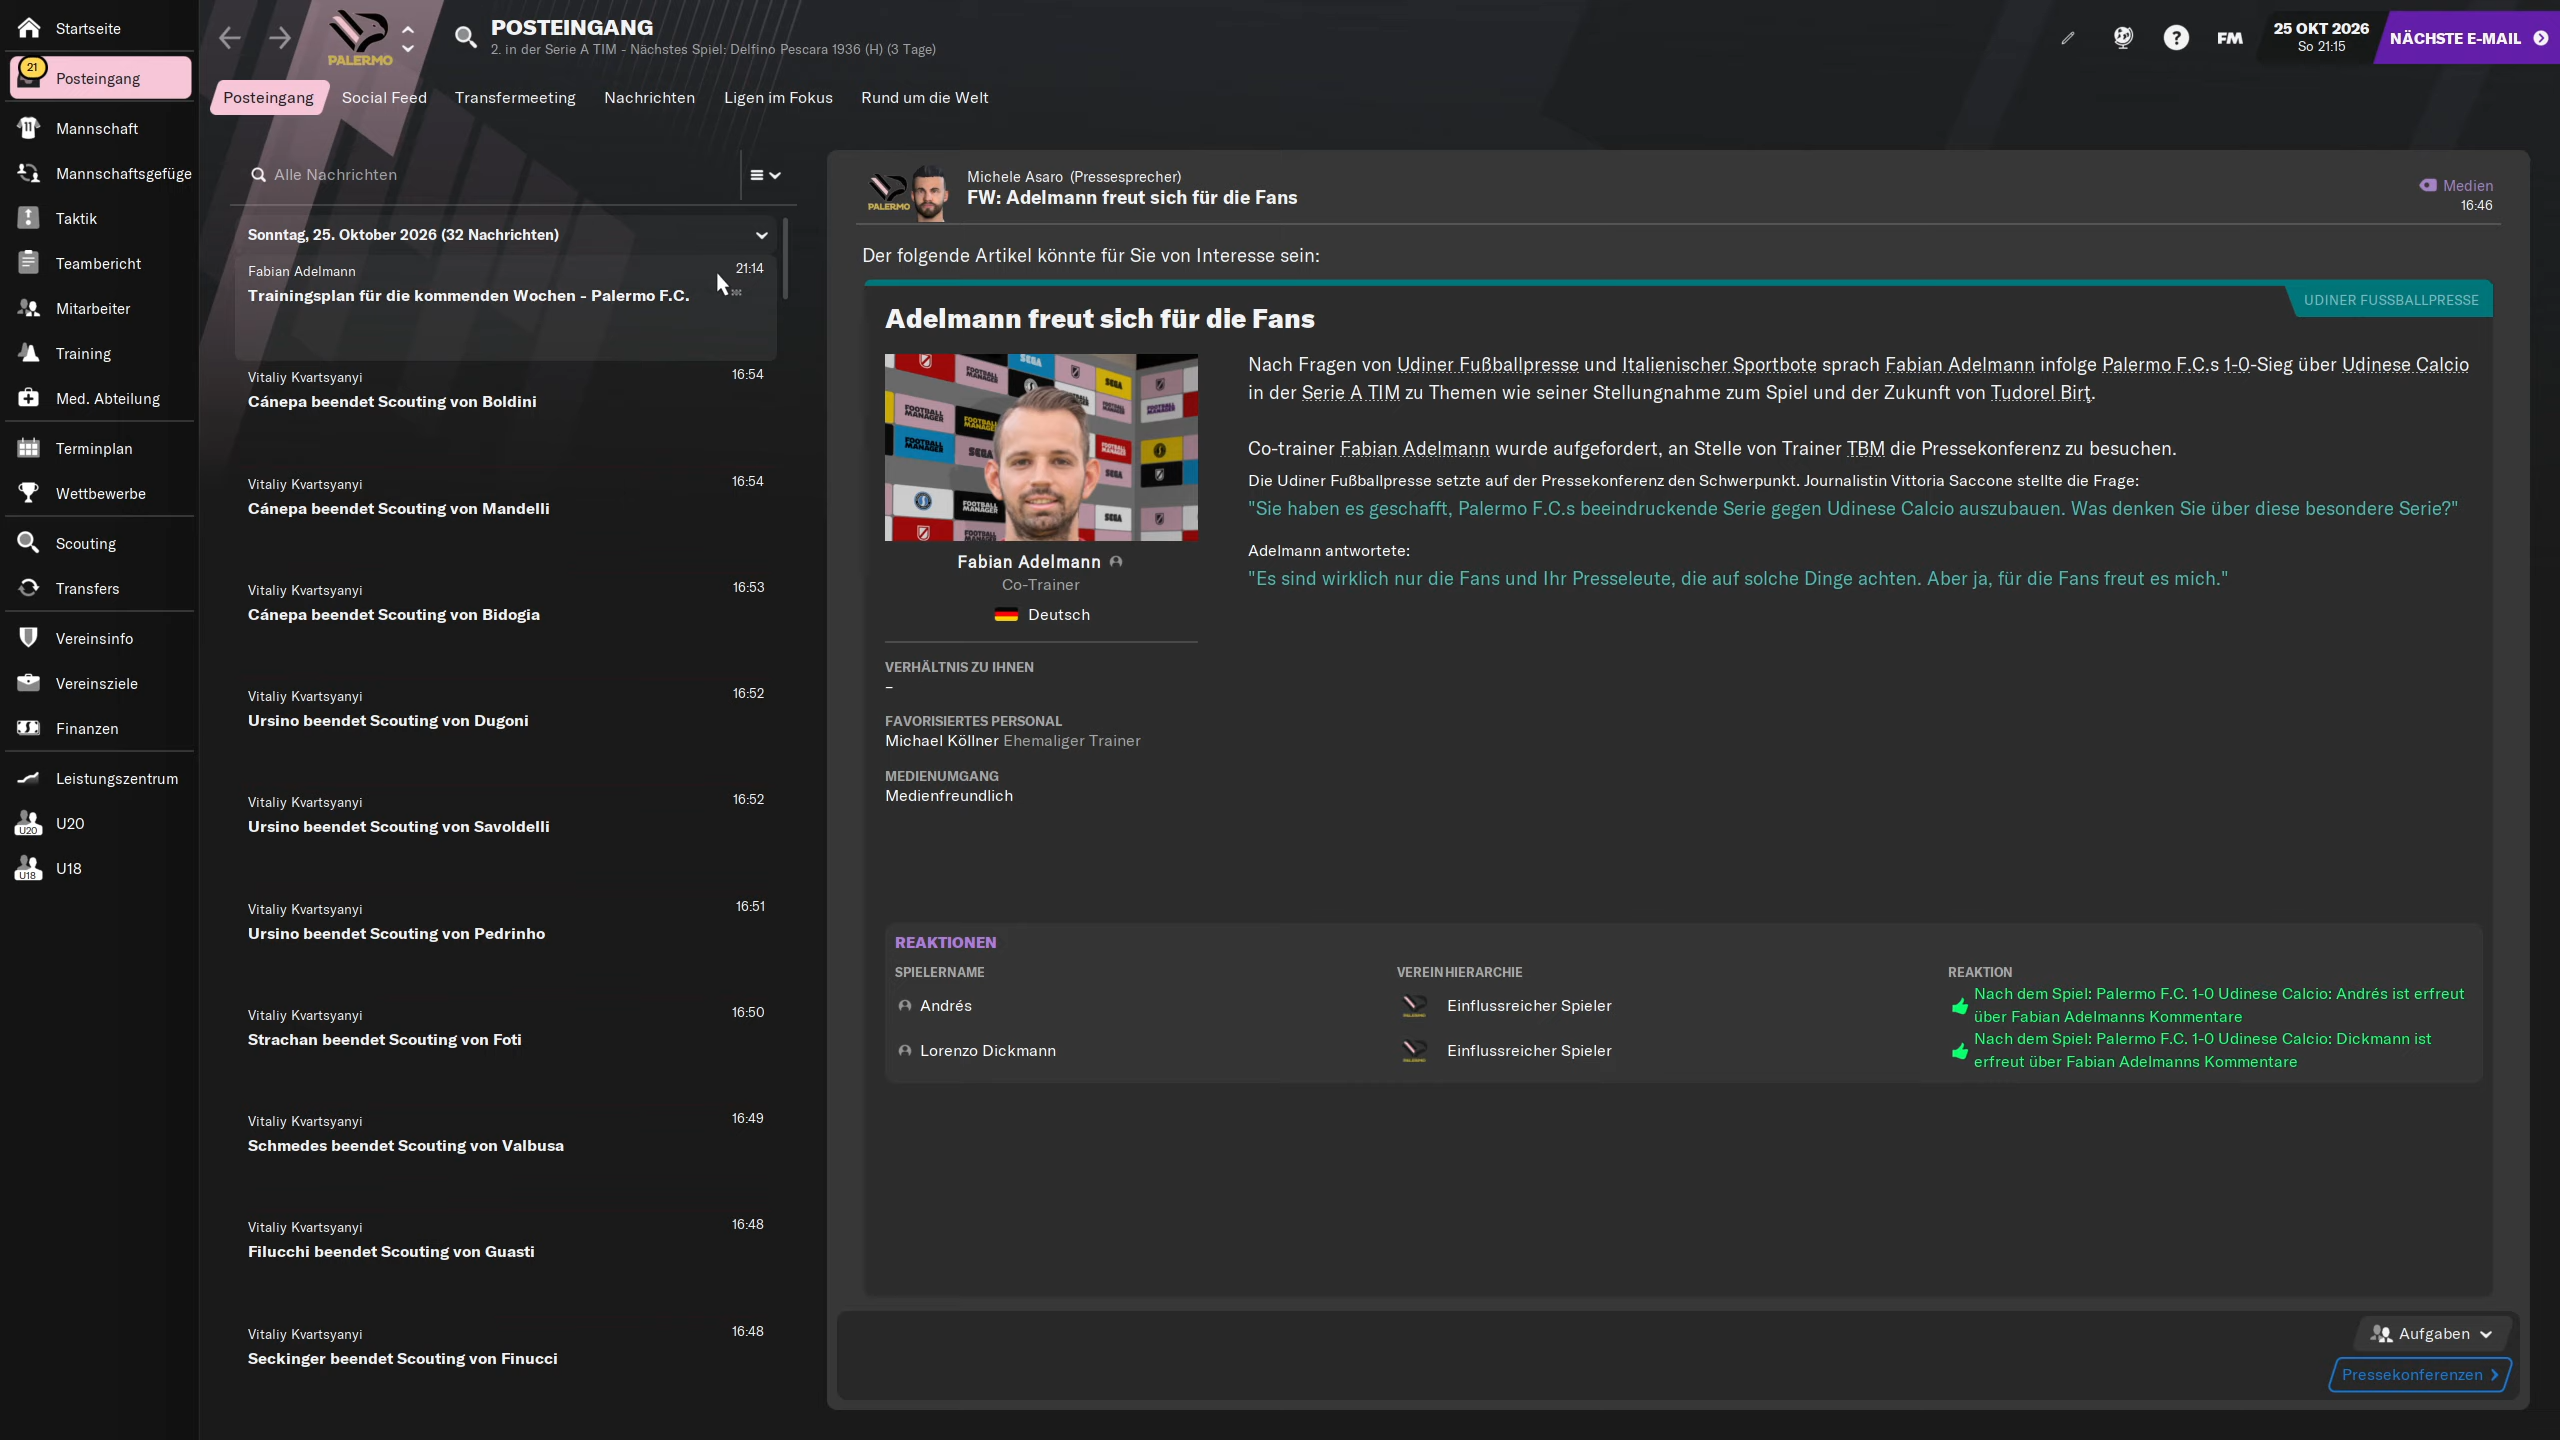 Startseite
21
Posteingang
Mannschaft
Mannschaftsgefüge
Taktik
Teambericht
Mitarbeiter
Training
Med. Abteilung
Terminplan
Wettbewerbe
Scouting
Transfers
Vereinsinfo
Vereinsziele
Finanzen
Leistungszentrum
U20
U20
U18
U18
PALERMO
POSTEINGANG
2. in der Serie A TIM - Nächstes Spiel: Delfino Pescara 1936 (H) (3 Tage)
FM
25 OKT 2026
So 21:15
NÄCHSTE E-MAIL
Posteingang
Social Feed
Transfermeeting
Nachrichten
Ligen im Fokus
Rund um die Welt
Alle Nachrichten
Sonntag, 25. Oktober 2026 (32 Nachrichten)
Fabian Adelmann
21:14
Trainingsplan für die kommenden Wochen - Palermo F.C.
Vitaliy Kvartsyanyi
16:54
Cánepa beendet Scouting von Boldini
Vitaliy Kvartsyanyi
16:54
Cánepa beendet Scouting von Mandelli
Vitaliy Kvartsyanyi
16:53
Cánepa beendet Scouting von Bidogia
Vitaliy Kvartsyanyi
16:52
Ursino beendet Scouting von Dugoni
Vitaliy Kvartsyanyi
16:52
Ursino beendet Scouting von Savoldelli
Vitaliy Kvartsyanyi
16:51
Ursino beendet Scouting von Pedrinho
Vitaliy Kvartsyanyi
16:50
Strachan beendet Scouting von Foti
Vitaliy Kvartsyanyi
16:49
Schmedes beendet Scouting von Valbusa
Vitaliy Kvartsyanyi
16:48
Filucchi beendet Scouting von Guasti
Vitaliy Kvartsyanyi
16:48
Seckinger beendet Scouting von Finucci
PALERMO
Michele Asaro (Pressesprecher)
FW: Adelmann freut sich für die Fans
Medien
16:46
Der folgende Artikel könnte für Sie von Interesse sein:
UDINER FUSSBALLPRESSE
Adelmann freut sich für die Fans
Nach Fragen von Udiner Fußballpresse und Italienischer Sportbote sprach Fabian Adelmann infolge Palermo F.C.s 1-0-Sieg über Udinese Calcio
in der Serie A TIM zu Themen wie seiner Stellungnahme zum Spiel und der Zukunft von Tudorel Birț.
Co-trainer Fabian Adelmann wurde aufgefordert, an Stelle von Trainer TBM die Pressekonferenz zu besuchen.
Die Udiner Fußballpresse setzte auf der Pressekonferenz den Schwerpunkt. Journalistin Vittoria Saccone stellte die Frage:
"Sie haben es geschafft, Palermo F.C.s beeindruckende Serie gegen Udinese Calcio auszubauen. Was denken Sie über diese besondere Serie?"
Adelmann antwortete:
"Es sind wirklich nur die Fans und Ihr Presseleute, die auf solche Dinge achten. Aber ja, für die Fans freut es mich."
Fabian Adelmann
Co-Trainer
Deutsch
VERHÄLTNIS ZU IHNEN
–
FAVORISIERTES PERSONAL
Michael Köllner Ehemaliger Trainer
MEDIENUMGANG
Medienfreundlich
REAKTIONEN
SPIELERNAME
VEREIN HIERARCHIE
REAKTION
Andrés
Einflussreicher Spieler
Nach dem Spiel: Palermo F.C. 1-0 Udinese Calcio: Andrés ist erfreut
über Fabian Adelmanns Kommentare
Lorenzo Dickmann
Einflussreicher Spieler
Nach dem Spiel: Palermo F.C. 1-0 Udinese Calcio: Dickmann ist
erfreut über Fabian Adelmanns Kommentare
Aufgaben
Pressekonferenzen